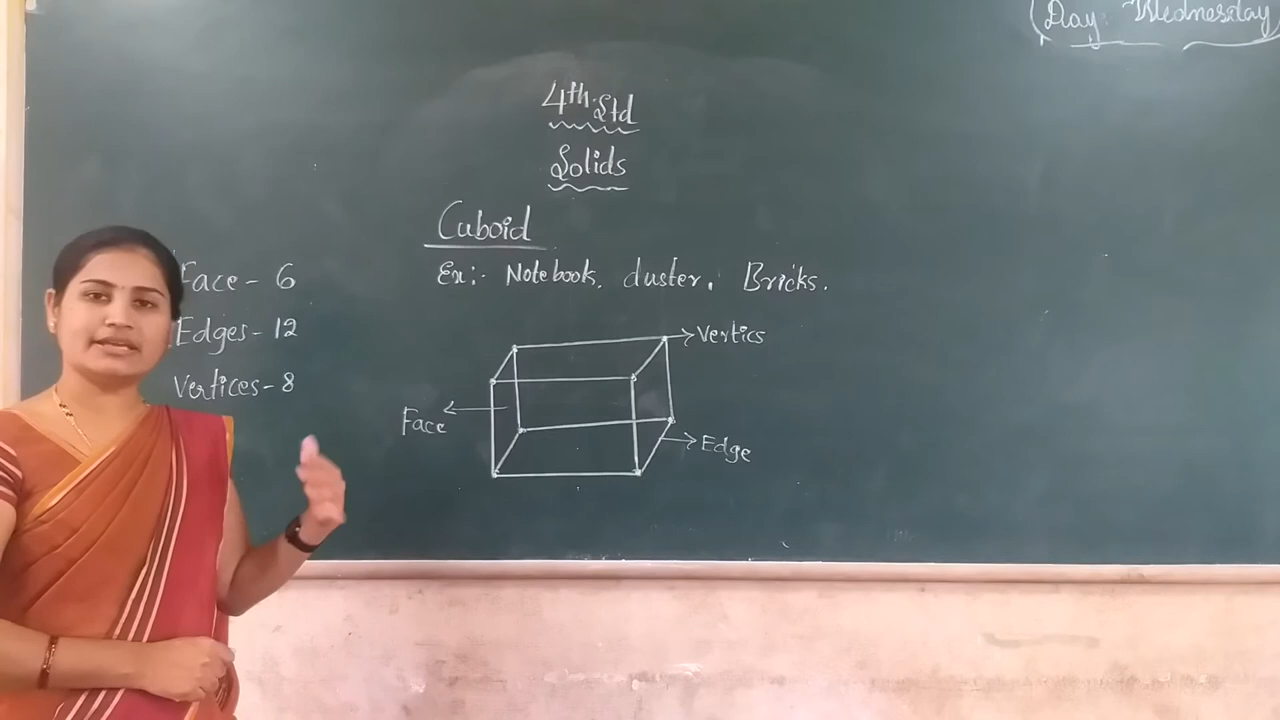 Day: Wednesday
4th Std
Solids
Cuboid
Ex:- Notebook, duster, Bricks.
Face - 6
Edges - 12
Vertices - 8
Vertics
Face
Edge